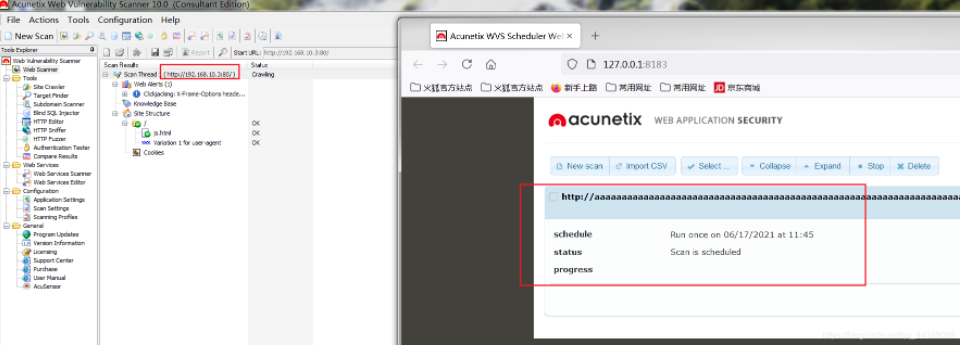 Acunetix Web Vulnerability Scanner 10.0 (Consultant Edition)
File Actions Tools Configuration Help
New Scan
Report
Start URL: http://192.168.10.3:80/
Tools Explorer
Web Vulnerability Scanner
Web Scanner
Tools
Site Crawler
Target Finder
Subdomain Scanner
Blind SQL Injector
HTTP Editor
HTTP Sniffer
HTTP Fuzzer
Authentication Tester
Compare Results
Web Services
Web Services Scanner
Web Services Editor
Configuration
Application Settings
Scan Settings
Scanning Profiles
General
Program Updates
Version Information
Licensing
Support Center
Purchase
User Manual
AcuSensor
Scan Results Status
Scan Thread ( http://192.168.10.3:80/ ) Crawling
Web Alerts (1)
Clickjacking: X-Frame-Options heade...
Knowledge Base
Site Structure
/ OK
js.html OK
Variation 1 for user-agent OK
Cookies
Acunetix WVS Scheduler Web
127.0.0.1:8183
火狐官方站点 火狐官方站点 新手上路 常用网址 常用网址 JD 京东商城
acunetix WEB APPLICATION SECURITY
New scan Import CSV Select ... Collapse Expand Stop Delete
schedule Run once on 06/17/2021 at 11:45
status Scan is scheduled
progress